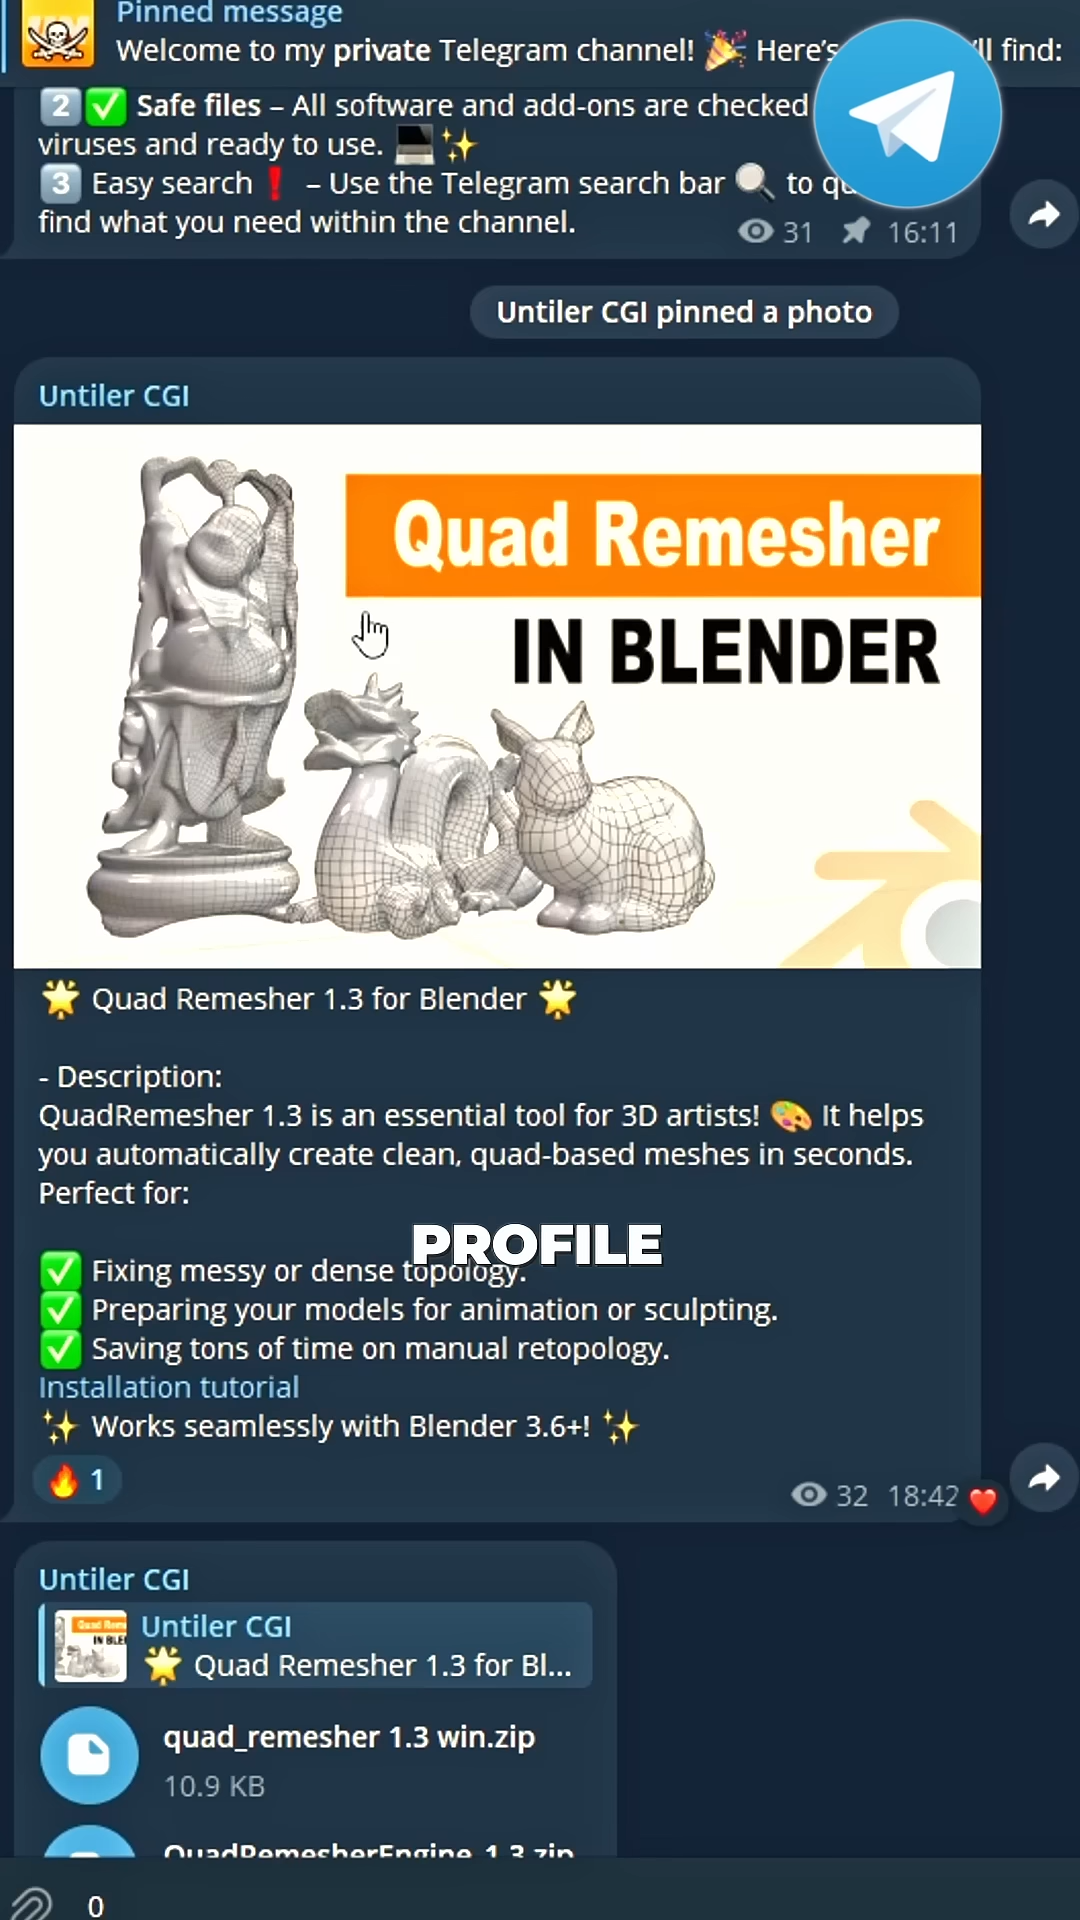 Pinned message
Welcome to my private Telegram channel! 🎉 Here's 'll find:
2️⃣✅ Safe files – All software and add-ons are checked
viruses and ready to use. 💻✨
3️⃣ Easy search❗ – Use the Telegram search bar 🔍 to
find what you need within the channel.
31 16:11
Untiler CGI pinned a photo
Untiler CGI
Quad Remesher
IN BLENDER
🌟 Quad Remesher 1.3 for Blender 🌟
- Description:
QuadRemesher 1.3 is an essential tool for 3D artists! 🎨 It helps
you automatically create clean, quad-based meshes in seconds.
Perfect for:
PROFILE
✅ Fixing messy or dense topology.
✅ Preparing your models for animation or sculpting.
✅ Saving tons of time on manual retopology.
Installation tutorial
✨ Works seamlessly with Blender 3.6+! ✨
🔥 1
32 18:42
Untiler CGI
Untiler CGI
🌟 Quad Remesher 1.3 for Bl...
quad_remesher 1.3 win.zip
10.9 KB
QuadRemesherEngine_1.3.zip
0